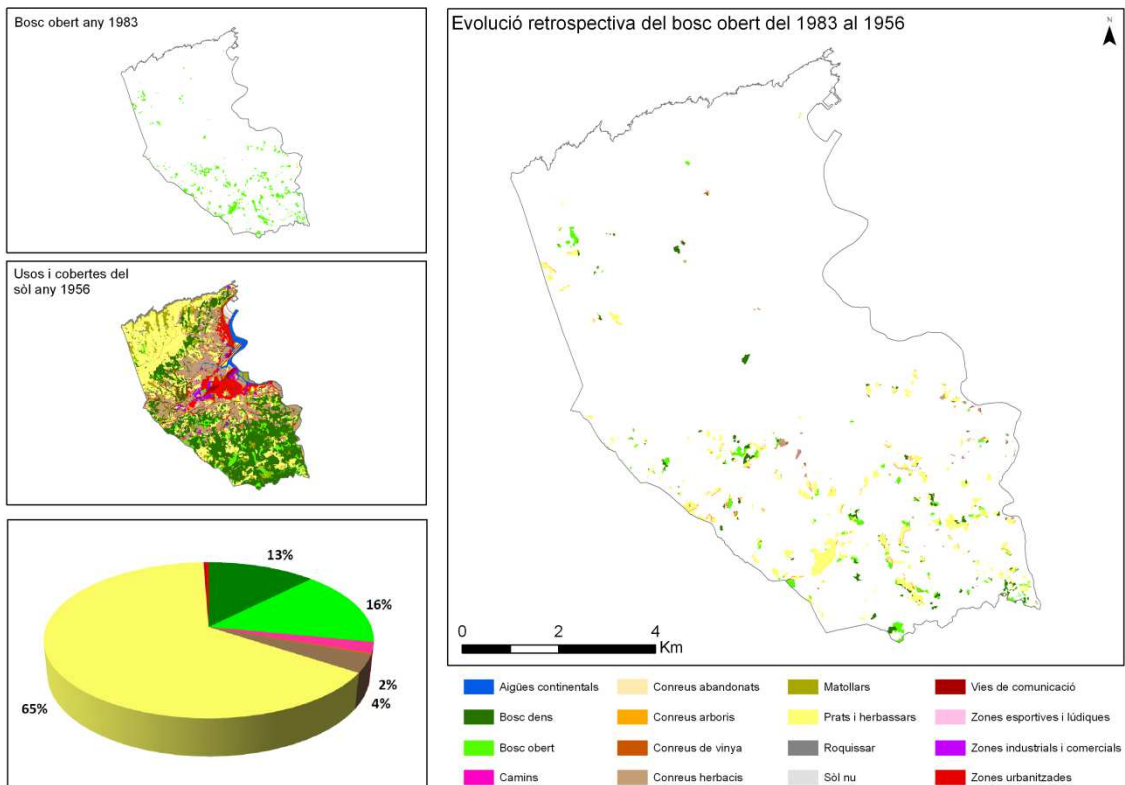 Bosc obert any 1983
Usos i cobertes del
sòl any 1956
13%
16%
2%
4%
65%
Evolució retrospectiva del bosc obert del 1983 al 1956
N
0 2 4
Km
Aigües continentals
Bosc dens
Bosc obert
Camins
Conreus abandonats
Conreus arboris
Conreus de vinya
Conreus herbacis
Matollars
Prats i herbassars
Roquissar
Sòl nu
Vies de comunicació
Zones esportives i lúdiques
Zones industrials i comercials
Zones urbanitzades